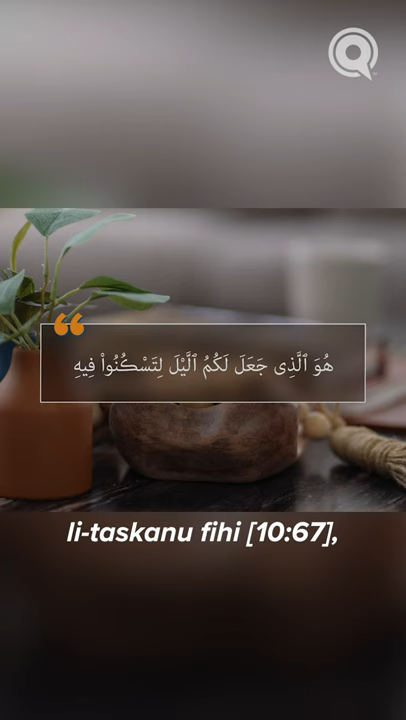 هُوَ ٱلَّذِى جَعَلَ لَكُمُ ٱلَّيْلَ لِتَسْكُنُوا۟ فِيهِ
li-taskanu fihi [10:67],